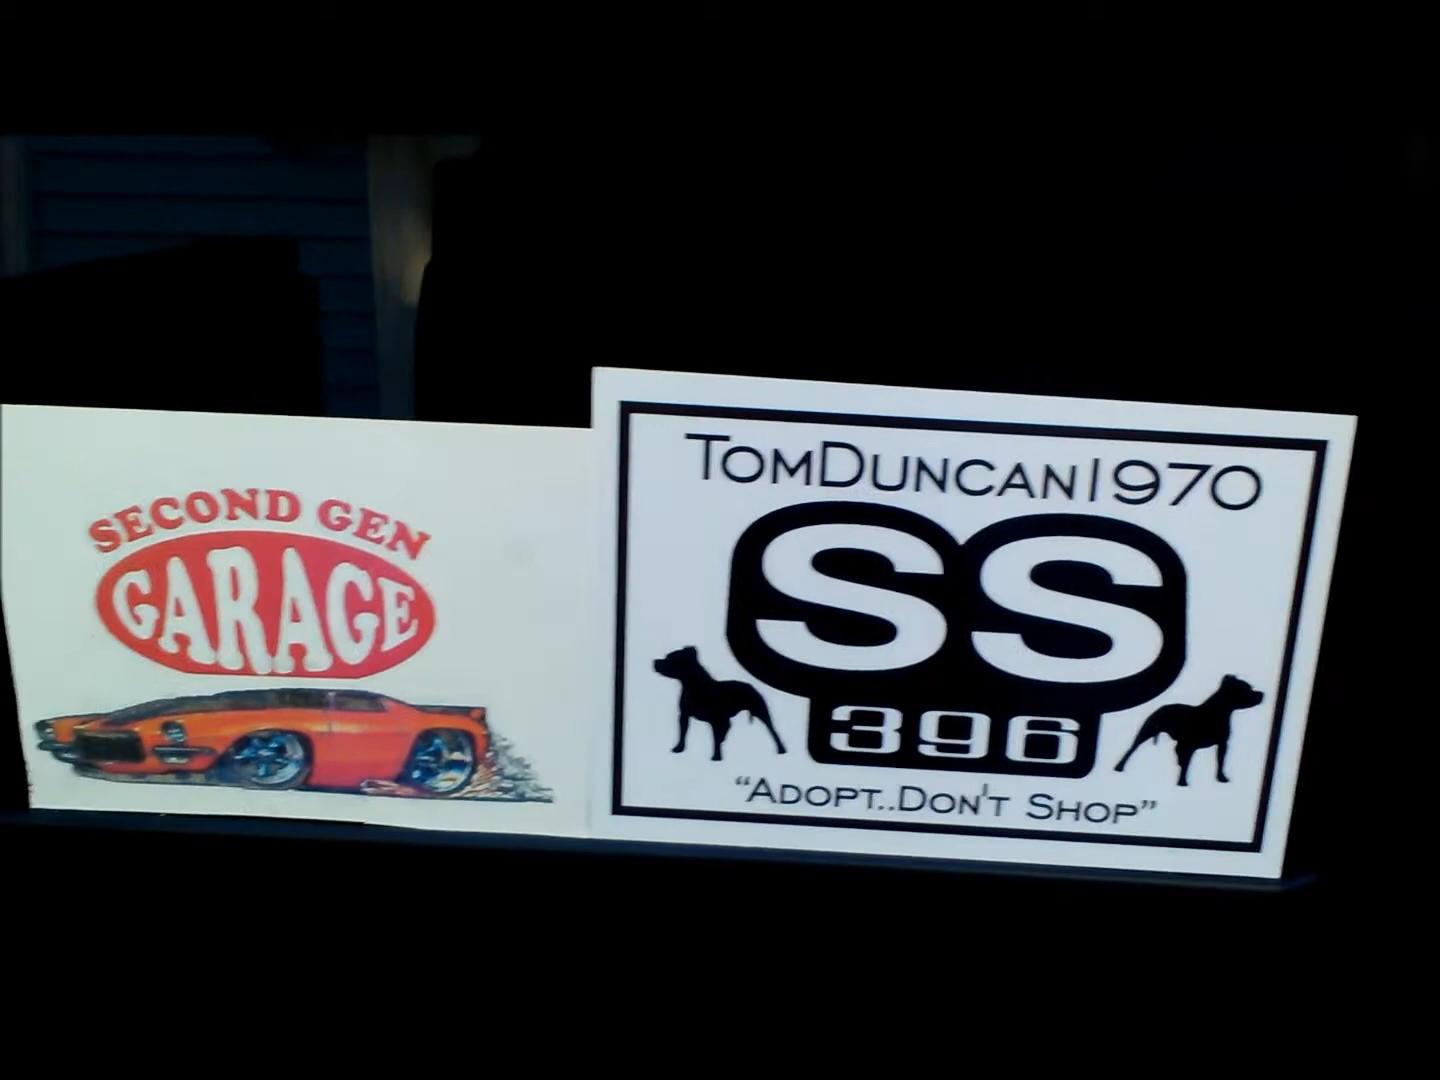 SECOND GEN
GARAGE
TOMDUNCAN1970
SS
396
“ADOPT..DON'T SHOP”